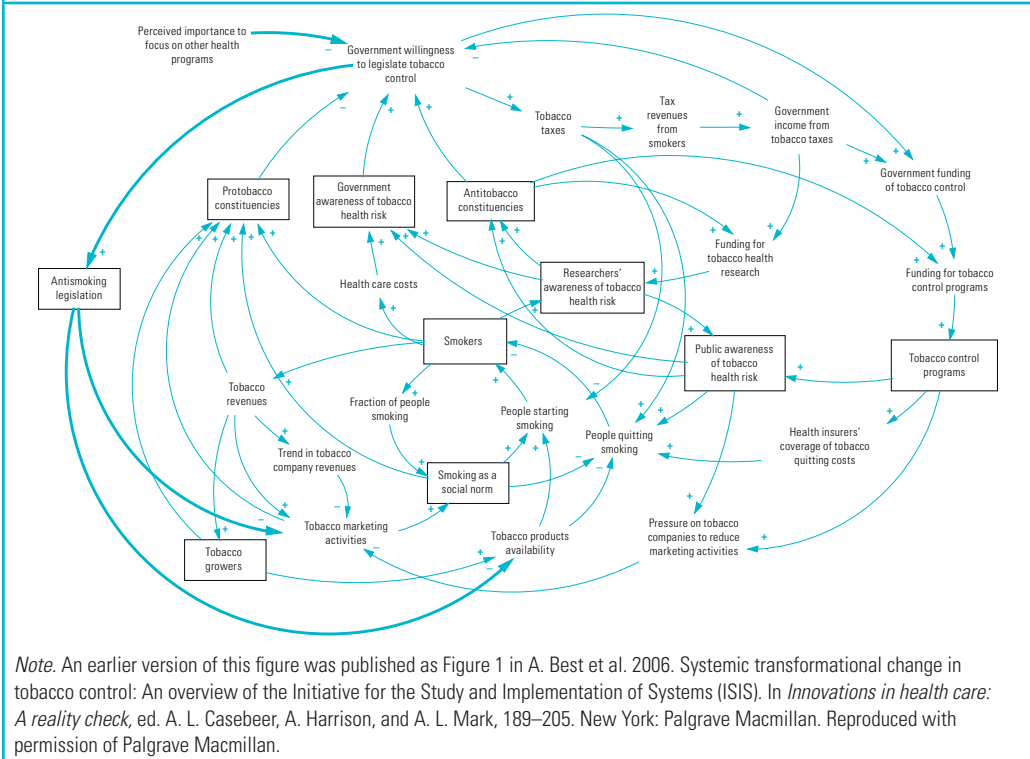 Perceived importance to
focus on other health
programs
Government willingness
to legislate tobacco
control
Tobacco
taxes
Tax
revenues
from
smokers
Government
income from
tobacco taxes
Government funding
of tobacco control
Protobacco
constituencies
Government
awareness of tobacco
health risk
Antitobacco
constituencies
Funding for
tobacco health
research
Funding for tobacco
control programs
Antismoking
legislation
Health care costs
Researchers'
awareness of tobacco
health risk
Smokers
Public awareness
of tobacco
health risk
Tobacco control
programs
Tobacco
revenues
Fraction of people
smoking
People starting
smoking
People quitting
smoking
Health insurers'
coverage of tobacco
quitting costs
Trend in tobacco
company revenues
Smoking as a
social norm
Tobacco marketing
activities
Tobacco products
availability
Pressure on tobacco
companies to reduce
marketing activities
Tobacco
growers
Note. An earlier version of this figure was published as Figure 1 in A. Best et al. 2006. Systemic transformational change in
tobacco control: An overview of the Initiative for the Study and Implementation of Systems (ISIS). In Innovations in health care:
A reality check, ed. A. L. Casebeer, A. Harrison, and A. L. Mark, 189–205. New York: Palgrave Macmillan. Reproduced with
permission of Palgrave Macmillan.